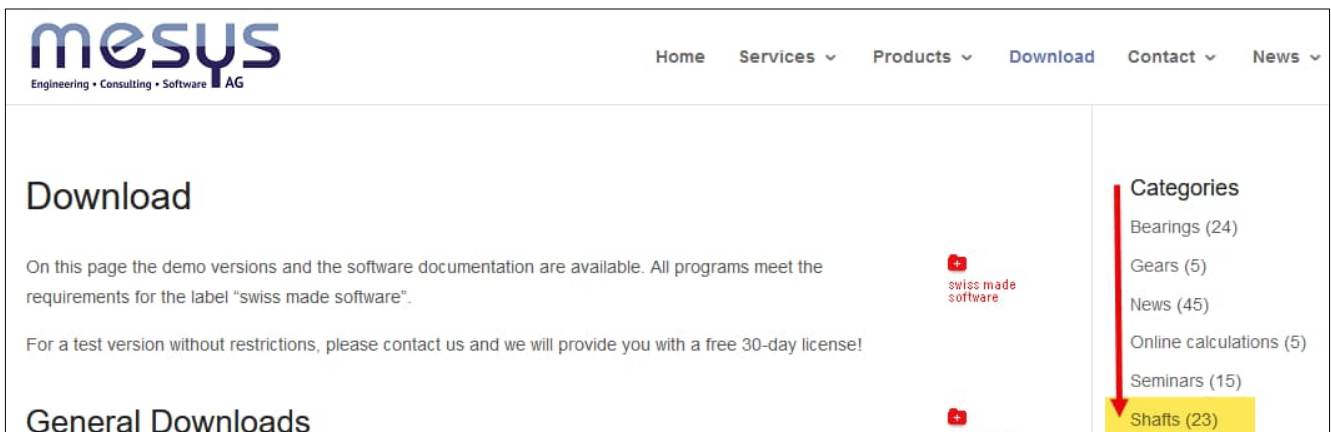 mesys
Engineering • Consulting • Software AG
Home Services Products Download Contact News
Download
On this page the demo versions and the software documentation are available. All programs meet the
requirements for the label “swiss made software”.
swiss made
software
For a test version without restrictions, please contact us and we will provide you with a free 30-day license!
General Downloads
Categories
Bearings (24)
Gears (5)
News (45)
Online calculations (5)
Seminars (15)
Shafts (23)